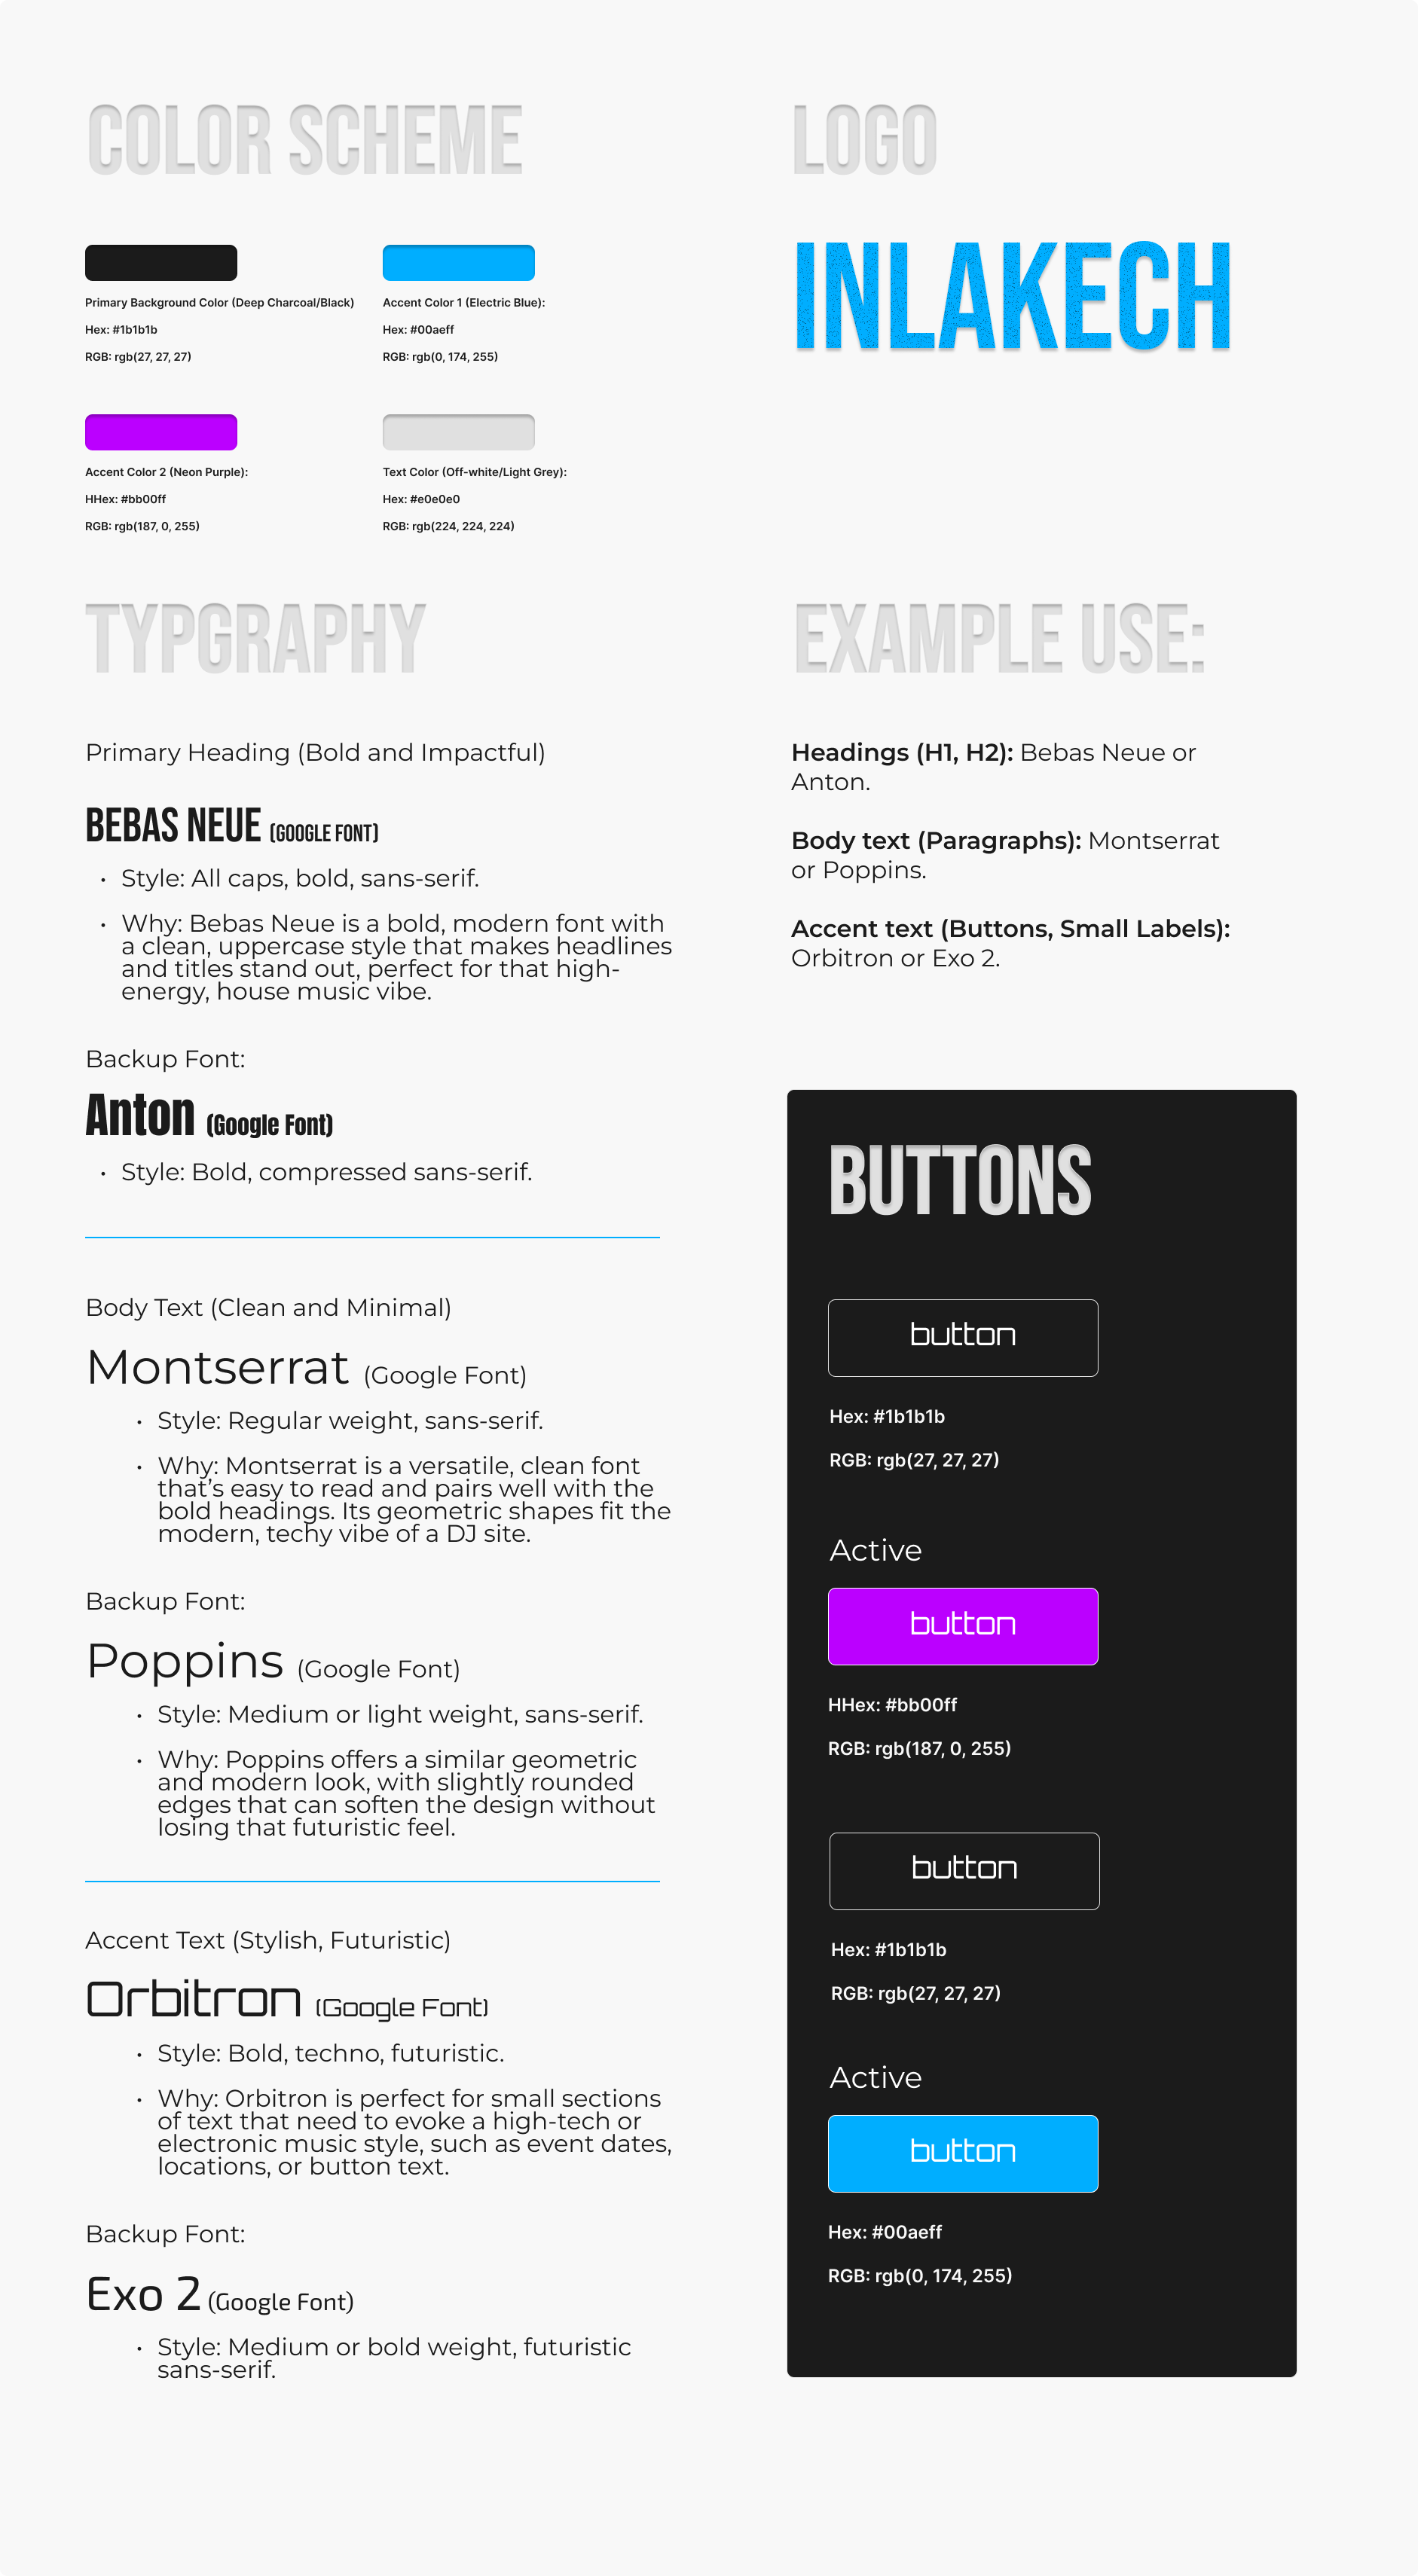 COLOR SCHEME
Primary Background Color (Deep Charcoal/Black)
Hex: #1b1b1b
RGB: rgb(27, 27, 27)
Accent Color 1 (Electric Blue):
Hex: #00aeff
RGB: rgb(0, 174, 255)
Accent Color 2 (Neon Purple):
HHex: #bb00ff
RGB: rgb(187, 0, 255)
Text Color (Off-white/Light Grey):
Hex: #e0e0e0
RGB: rgb(224, 224, 224)
LOGO
INLAKECH
TYPGRAPHY
Primary Heading (Bold and Impactful)
BEBAS NEUE (GOOGLE FONT)
• Style: All caps, bold, sans-serif.
• Why: Bebas Neue is a bold, modern font with
a clean, uppercase style that makes headlines
and titles stand out, perfect for that high-
energy, house music vibe.
Backup Font:
Anton (Google Font)
• Style: Bold, compressed sans-serif.
Body Text (Clean and Minimal)
Montserrat (Google Font)
• Style: Regular weight, sans-serif.
• Why: Montserrat is a versatile, clean font
that’s easy to read and pairs well with the
bold headings. Its geometric shapes fit the
modern, techy vibe of a DJ site.
Backup Font:
Poppins (Google Font)
• Style: Medium or light weight, sans-serif.
• Why: Poppins offers a similar geometric
and modern look, with slightly rounded
edges that can soften the design without
losing that futuristic feel.
Accent Text (Stylish, Futuristic)
Orbitron (Google Font)
• Style: Bold, techno, futuristic.
• Why: Orbitron is perfect for small sections
of text that need to evoke a high-tech or
electronic music style, such as event dates,
locations, or button text.
Backup Font:
Exo 2 (Google Font)
• Style: Medium or bold weight, futuristic
sans-serif.
EXAMPLE USE:
Headings (H1, H2): Bebas Neue or
Anton.
Body text (Paragraphs): Montserrat
or Poppins.
Accent text (Buttons, Small Labels):
Orbitron or Exo 2.
BUTTONS
button
Hex: #1b1b1b
RGB: rgb(27, 27, 27)
Active
button
HHex: #bb00ff
RGB: rgb(187, 0, 255)
button
Hex: #1b1b1b
RGB: rgb(27, 27, 27)
Active
button
Hex: #00aeff
RGB: rgb(0, 174, 255)